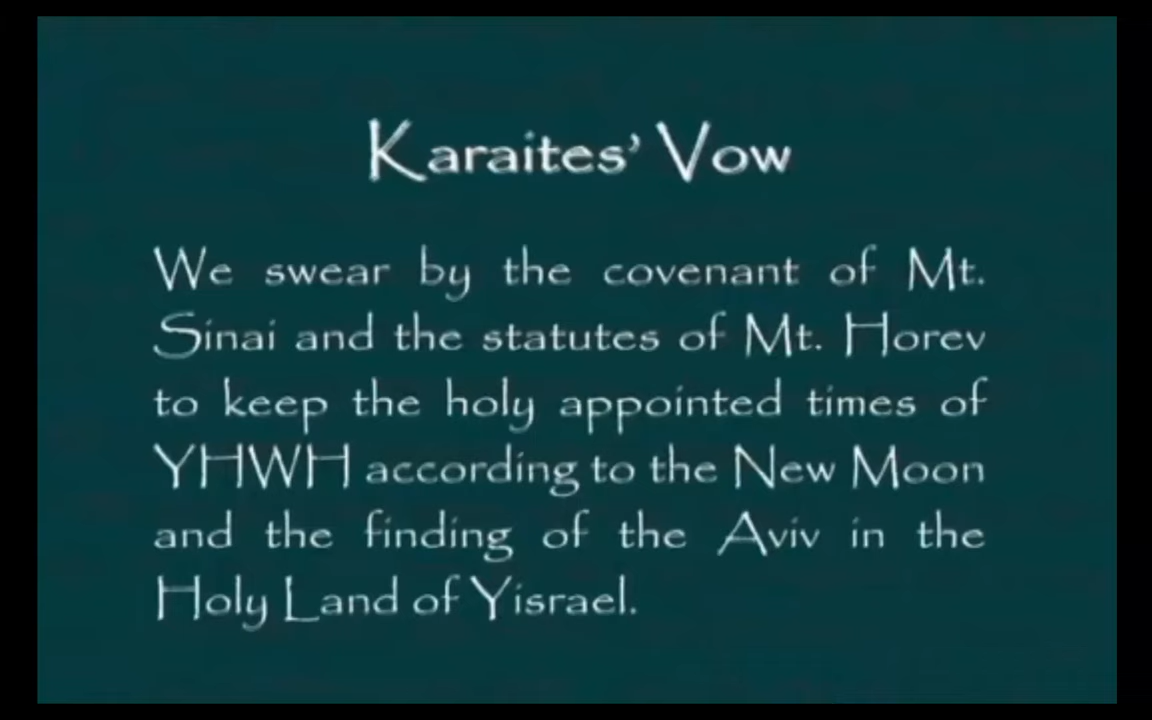 Karaites' Vow
We swear by the covenant of Mt.
Sinai and the statutes of Mt. Horev
to keep the holy appointed times of
YHWH according to the New Moon
and the finding of the Aviv in the
Holy Land of Yisrael.